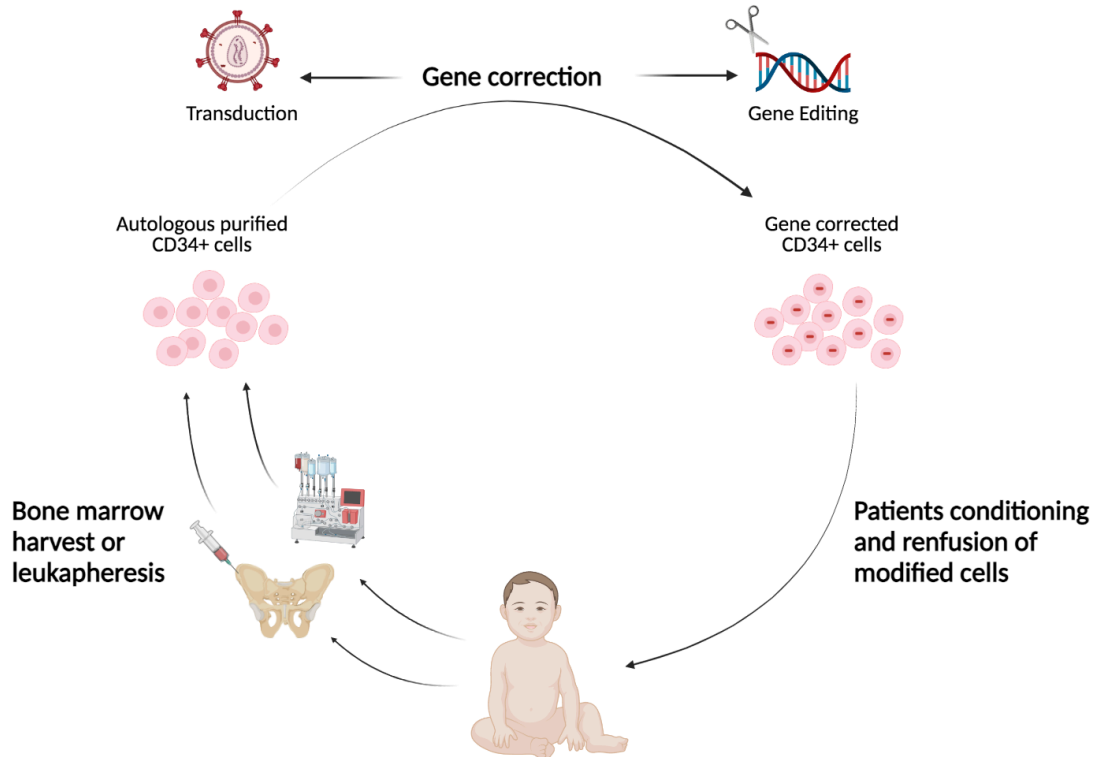 Gene correction
Transduction
Gene Editing
Autologous purified
CD34+ cells
Gene corrected
CD34+ cells
Bone marrow
harvest or
leukapheresis
Patients conditioning
and renfusion of
modified cells